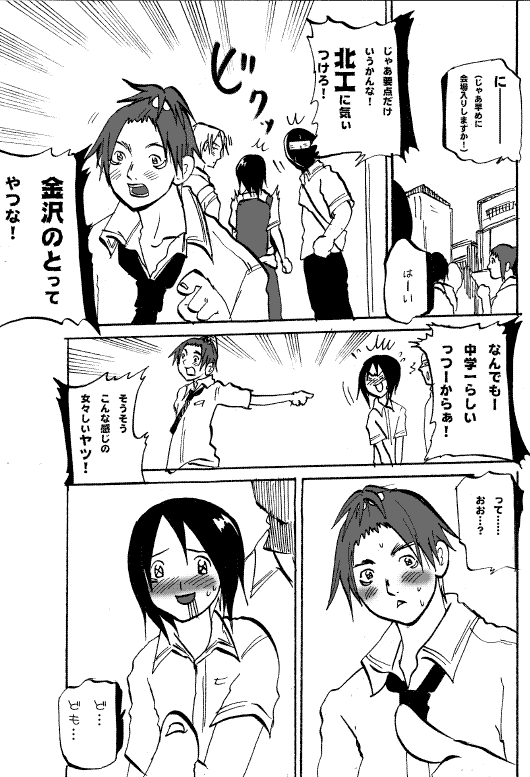 に────
(じゃあ早めに
会場入りしますか！
はーい
じゃあ要点だけ
いうかんな！
北工に気い
つけろ！
ドクッ
金沢のとって
やつな！
なんでもー
中学一らしい
っつーからぁ！
そうそう
こんな感じの
女々しいヤツ！
って……
おお…？
ど…
ども…